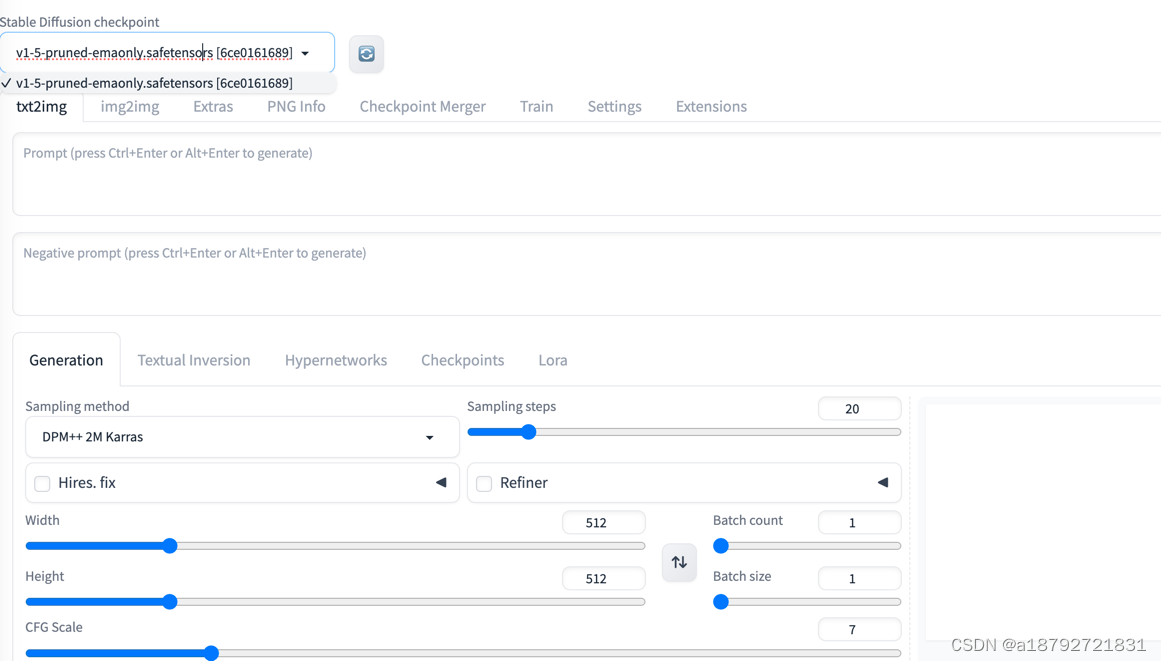 Stable Diffusion checkpoint
v1-5-pruned-emaonly.safetensors [6ce0161689]
✓ v1-5-pruned-emaonly.safetensors [6ce0161689]
txt2img img2img Extras PNG Info Checkpoint Merger Train Settings Extensions
Prompt (press Ctrl+Enter or Alt+Enter to generate)
Negative prompt (press Ctrl+Enter or Alt+Enter to generate)
Generation Textual Inversion Hypernetworks Checkpoints Lora
Sampling method Sampling steps 20
DPM++ 2M Karras
Hires. fix Refiner
Width 512 Batch count 1
Height 512 Batch size 1
CFG Scale 7
CSDN @a18792721831